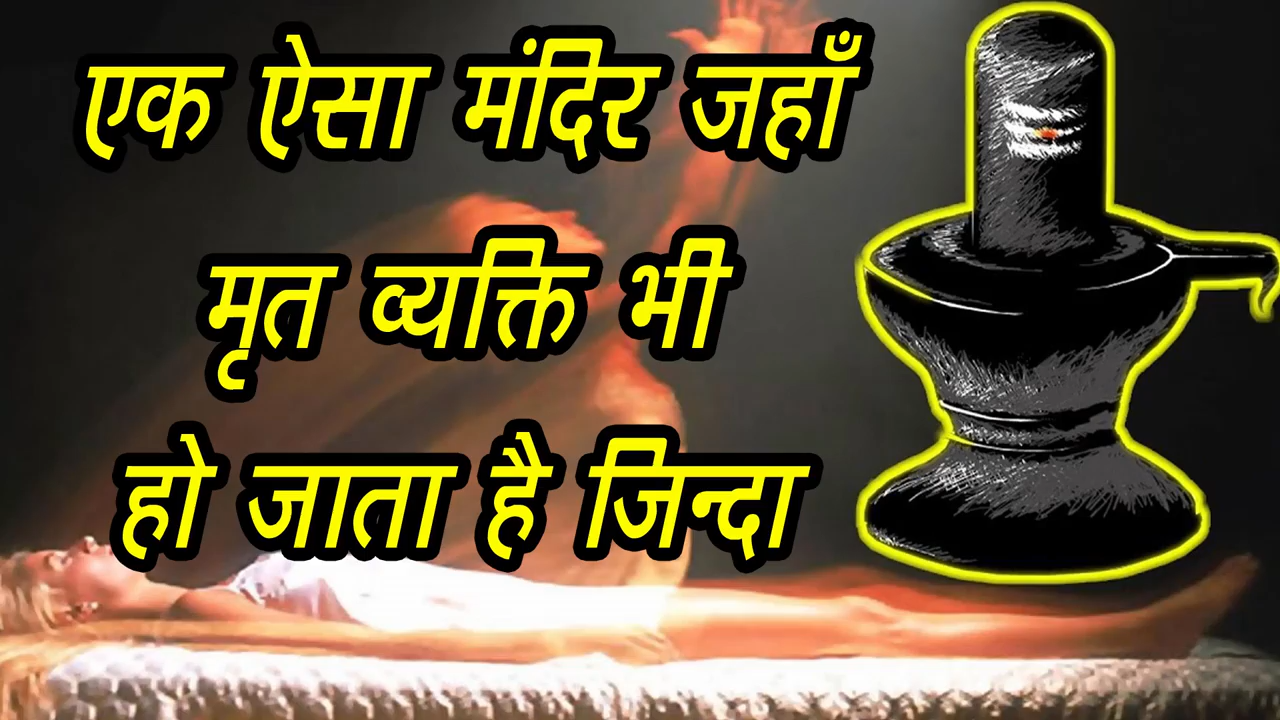 एक ऐसा मंदिर जहाँ
मृत व्यक्ति भी
हो जाता है जिन्दा